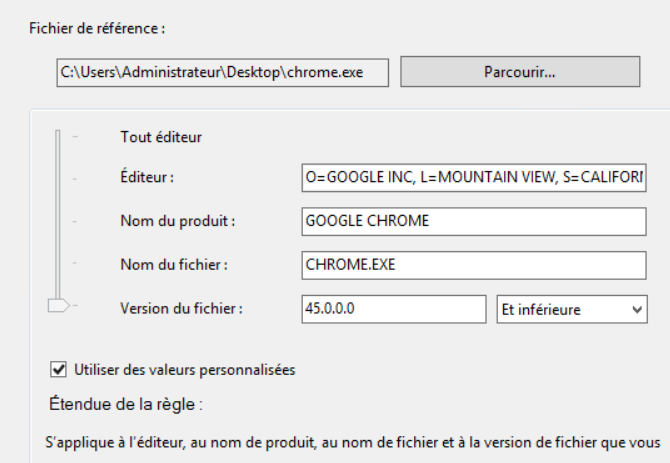 Fichier de référence :
C:\Users\Administrateur\Desktop\chrome.exe Parcourir...
Tout éditeur
Éditeur : O=GOOGLE INC, L=MOUNTAIN VIEW, S=CALIFORI
Nom du produit : GOOGLE CHROME
Nom du fichier : CHROME.EXE
Version du fichier : 45.0.0.0 Et inférieure
Utiliser des valeurs personnalisées
Étendue de la règle :
S'applique à l'éditeur, au nom de produit, au nom de fichier et à la version de fichier que vous